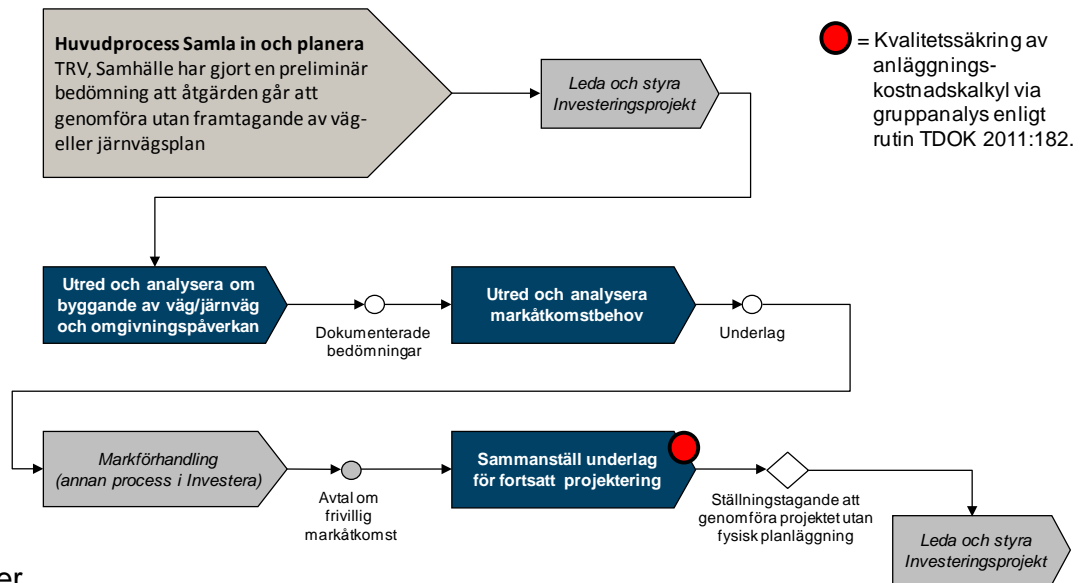 Huvudprocess Samla in och planera
TRV, Samhälle har gjort en preliminär
bedömning att åtgärden går att
genomföra utan framtagande av väg-
eller järnvägsplan
Leda och styra
Investeringsprojekt
= Kvalitetssäkring av
anläggnings-
kostnadskalkyl via
gruppanalys enligt
rutin TDOK 2011:182.
Utred och analysera om
byggande av väg/järnväg
och omgivningspåverkan
Dokumenterade
bedömningar
Utred och analysera
markåtkomstbehov
Underlag
Markförhandling
(annan process i Investera)
Avtal om
frivillig
markåtkomst
Sammanställ underlag
för fortsatt projektering
Ställningstagande att
genomföra projektet utan
fysisk planläggning
Leda och styra
Investeringsprojekt
er